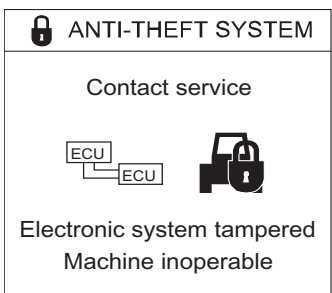 ANTI-THEFT SYSTEM
Contact service
ECU
ECU
Electronic system tampered
Machine inoperable